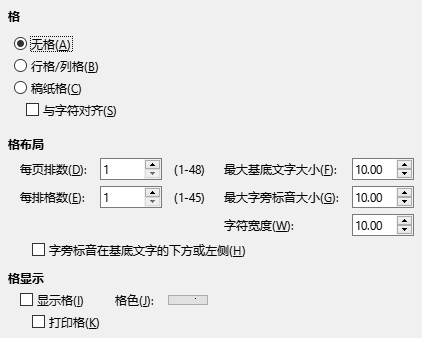 格
无格(A)
行格/列格(B)
稿纸格(C)
与字符对齐(S)
格布局
每页排数(D): 1 (1-48) 最大基底文字大小(F): 10.00
每排格数(E): 1 (1-45) 最大字旁标音大小(G): 10.00
字符宽度(W): 10.00
字旁标音在基底文字的下方或左侧(H)
格显示
显示格(I) 格色(J):
打印格(K)